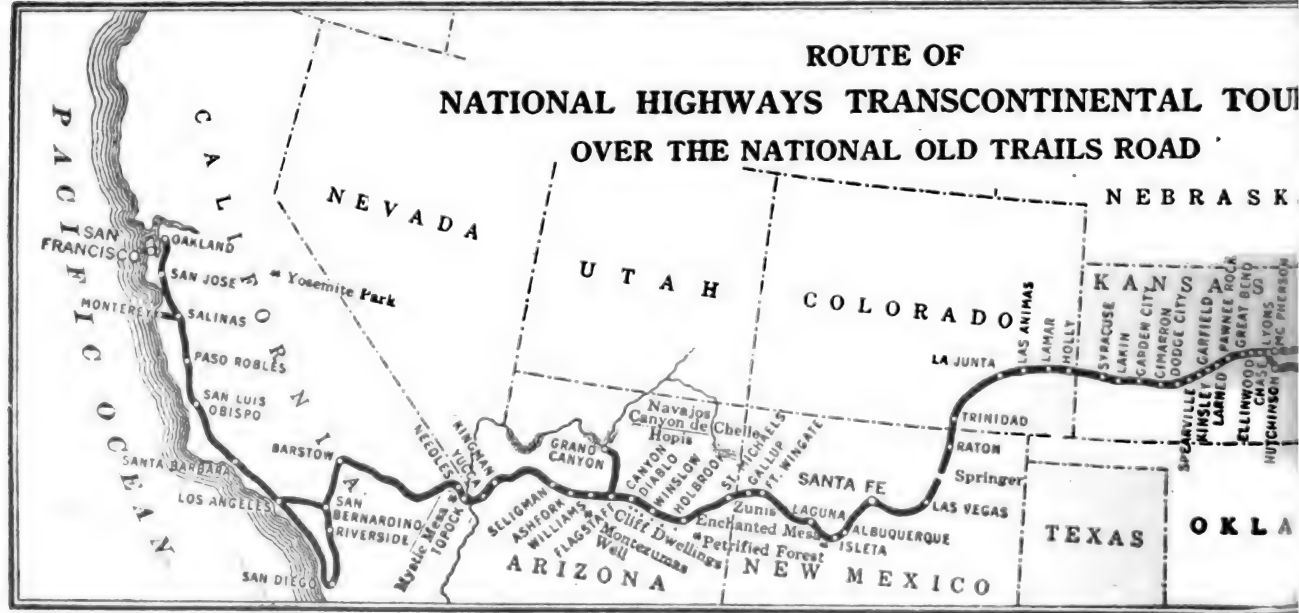 ROUTE OF
NATIONAL HIGHWAYS TRANSCONTINENTAL TOU
OVER THE NATIONAL OLD TRAILS ROAD
PACIFIC OCEAN
CALIFORNIA
NEVADA
UTAH
COLORADO
NEBRASK
KANSAS
SAN
FRANCISCO
OAKLAND
SAN JOSE
Yosemite Park
MONTEREY
SALINAS
PASO ROBLES
SAN LUIS
OBISPO
SANTA BARBARA
LOS ANGELES
BARSTOW
SAN
BERNARDINO
RIVERSIDE
SAN DIEGO
NEEDLES
KINGMAN
YUCCA
Mystic Mesa
TOPOCK
GRAND
CANYON
SELIGMAN
ASHFORK
WILLIAMS
FLAGSTAFF
CANYON
DIABLO
WINSLOW
HOLBROOK
Navajos
Canyon de Chelle
Hopis
Cliff Dwellings
Montezumas
Well
ST. MICHAELS
GALLUP
FT. WINGATE
Zunis
Enchanted Mesa
Petrified Forest
LAGUNA
ISLETA
ALBUQUERQUE
SANTA FE
LAS VEGAS
Springer
RATON
TRINIDAD
LA JUNTA
LAS ANIMAS
LAMAR
HOLLY
SYRACUSE
LAKIN
GARDEN CITY
CIMARRON
DODGE CITY
SPEARVILLE
KINSLEY
GARFIELD
LARNED
PAWNEE ROCK
GREAT BEND
ELLINWOOD
CHASE
LYONS
HUTCHINSON
MC PHERSON
ARIZONA
NEW MEXICO
TEXAS
OKLA